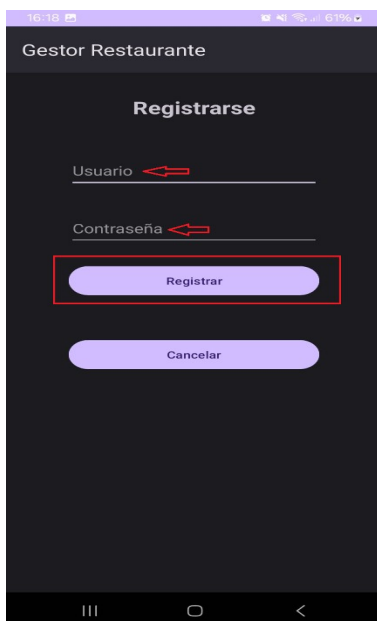 16:18
61%
Gestor Restaurante
Registrarse
Usuario
Contraseña
Registrar
Cancelar